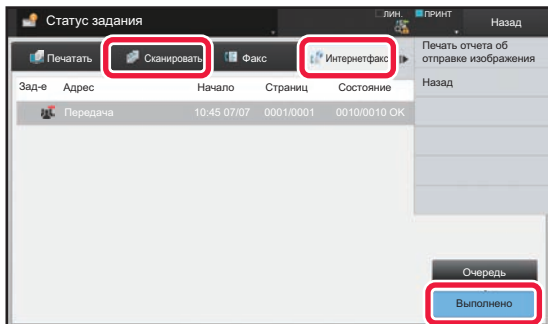 Статус задания
ЛИН.
ПРИНТ
Назад
Печатать
Сканировать
Факс
Интернетфакс
Печать отчета об
отправке изображения
Назад
Зад-е Адрес Начало Страниц Состояние
Передача 10:45 07/07 0001/0001 0010/0010 OK
Очередь
Выполнено